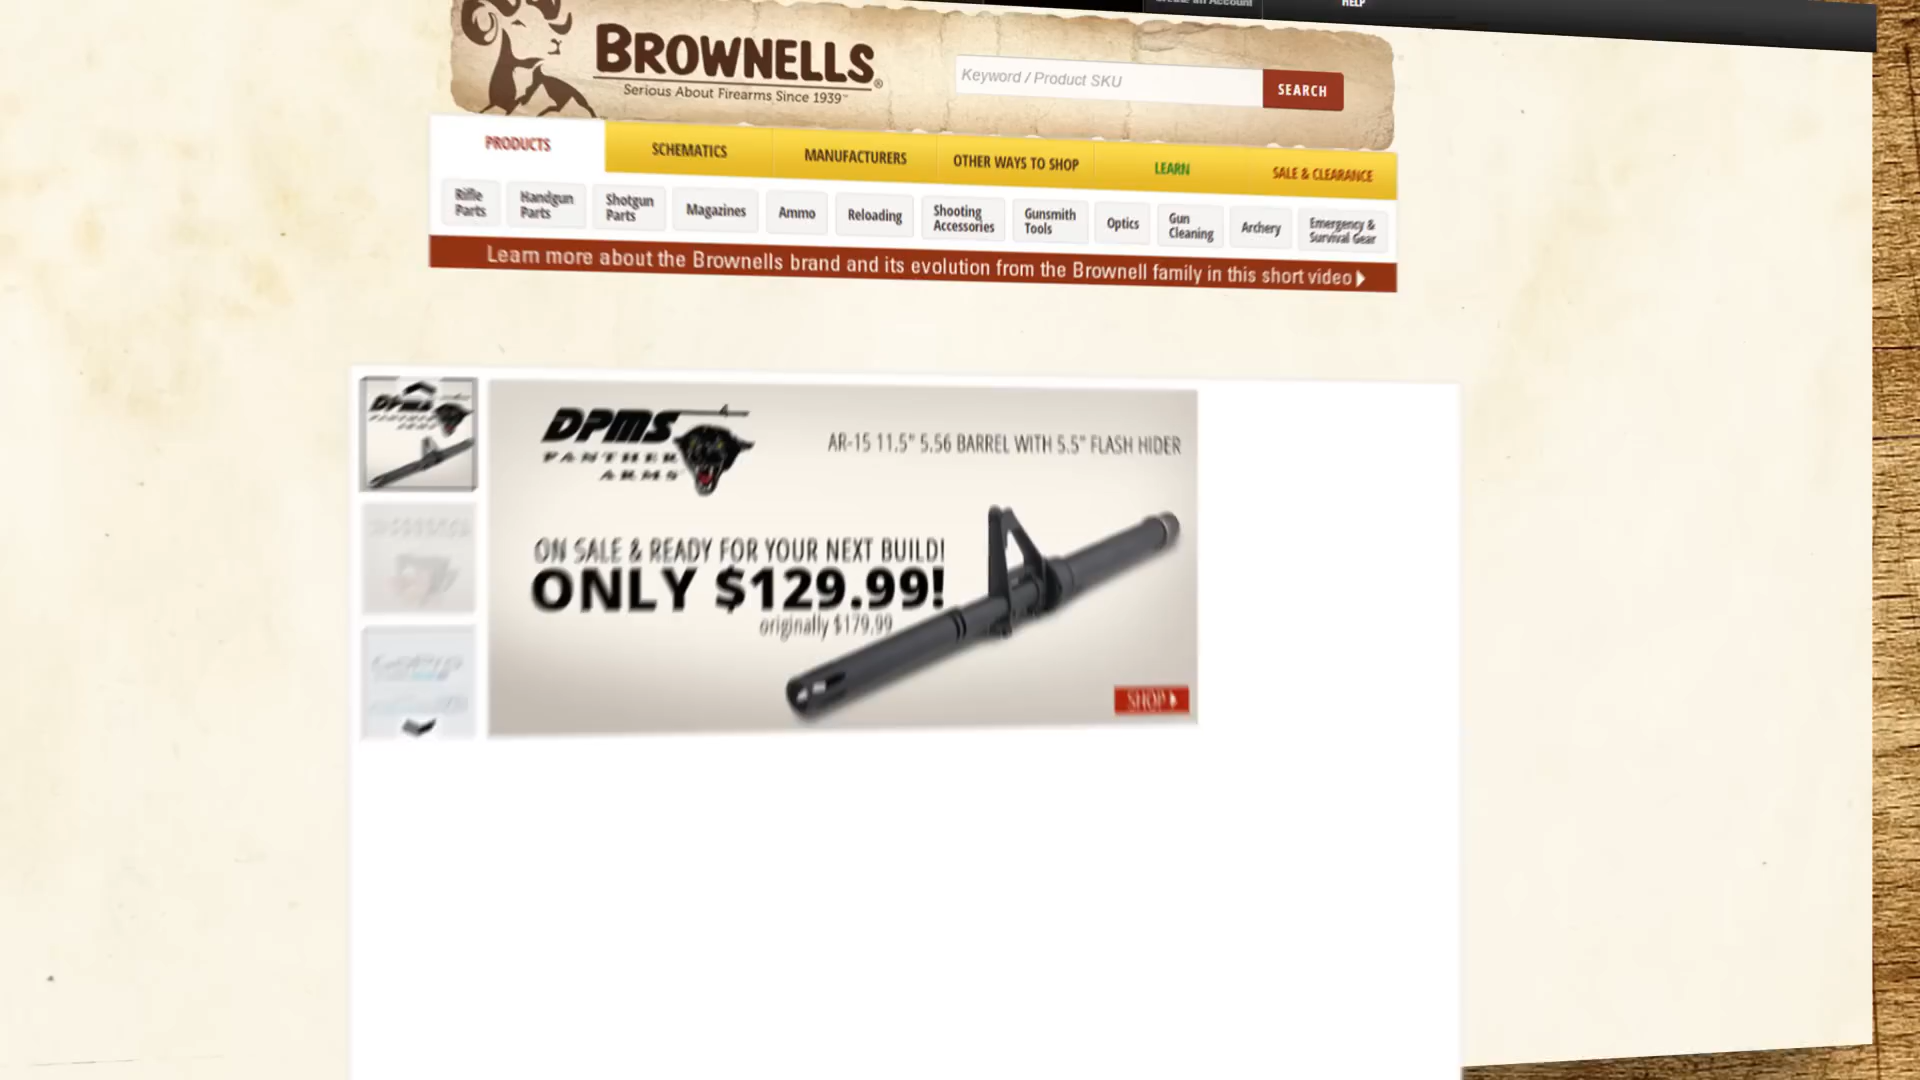 HELP
BROWNELLS®
Serious About Firearms Since 1939™
Keyword / Product SKU
SEARCH
PRODUCTS
SCHEMATICS
MANUFACTURERS
OTHER WAYS TO SHOP
LEARN
SALE & CLEARANCE
Rifle
Parts
Handgun
Parts
Shotgun
Parts
Magazines
Ammo
Reloading
Shooting
Accessories
Gunsmith
Tools
Optics
Gun
Cleaning
Archery
Emergency &
Survival Gear
Learn more about the Brownells brand and its evolution from the Brownell family in this short video
DPMS
PANTHER
ARMS
AR-15 11.5" 5.56 BARREL WITH 5.5" FLASH HIDER
ON SALE & READY FOR YOUR NEXT BUILD!
ONLY $129.99!
originally $179.99
SHOP